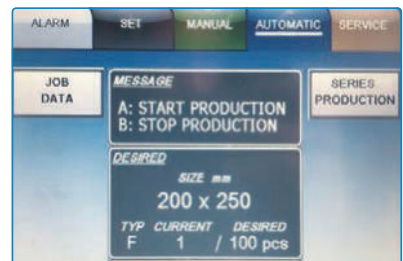 ALARM SET MANUAL AUTOMATIC SERVICE
JOB
DATA
MESSAGE
A: START PRODUCTION
B: STOP PRODUCTION
SERIES
PRODUCTION
DESIRED
SIZE mm
200 x 250
TYP CURRENT DESIRED
F 1 / 100 pcs